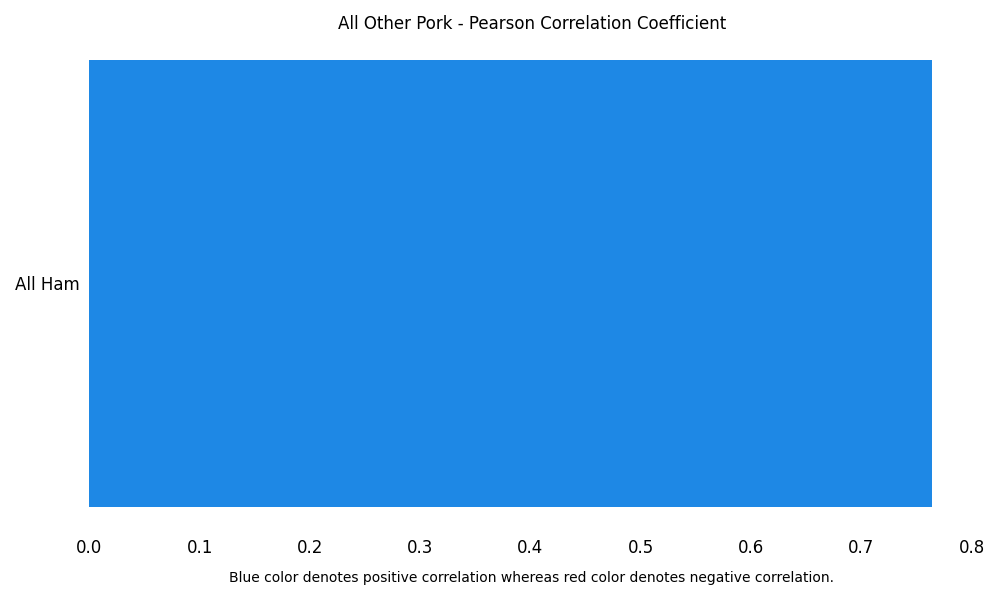 All Other Pork - Pearson Correlation Coefficient
All Ham
0.0 0.1 0.2 0.3 0.4 0.5 0.6 0.7 0.8
Blue color denotes positive correlation whereas red color denotes negative correlation.